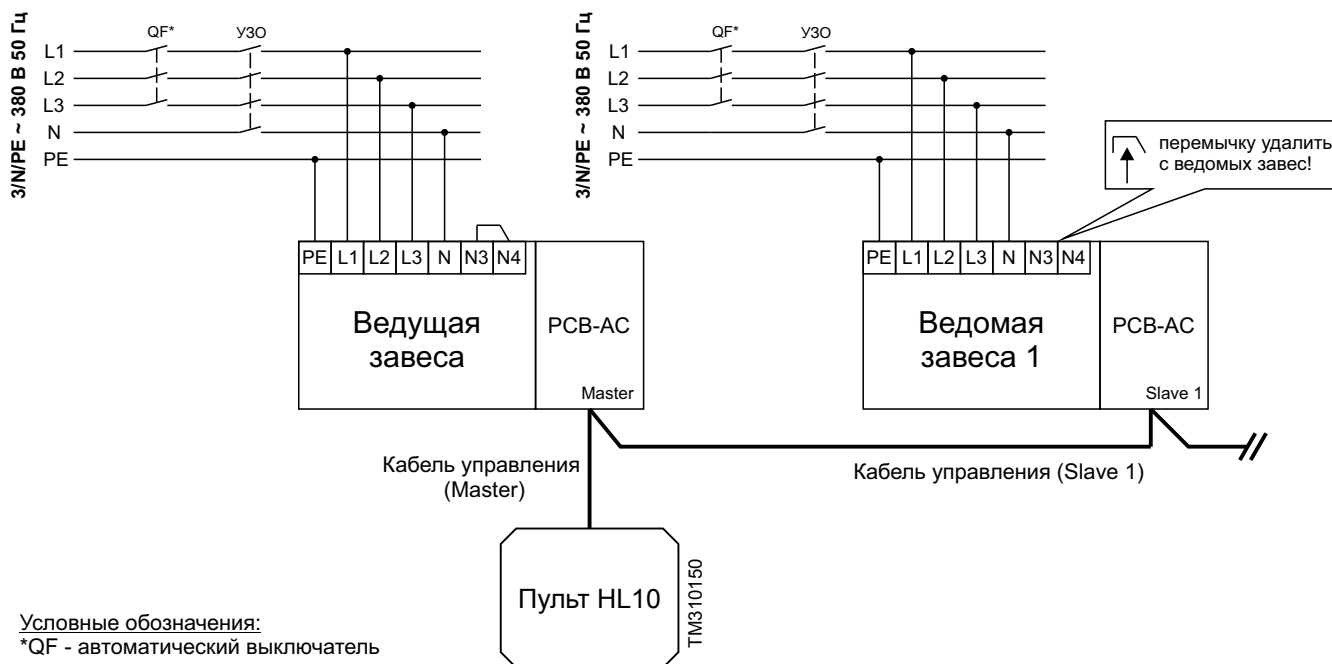 3/N/PE ~ 380 В 50 Гц
QF*
УЗО
L1
L2
L3
N
PE
3/N/PE ~ 380 В 50 Гц
QF*
УЗО
L1
L2
L3
N
PE
перемычку удалить
с ведомых завес!
PE L1 L2 L3 N N3 N4
Ведущая
завеса
PCB-AC
Master
PE L1 L2 L3 N N3 N4
Ведомая
завеса 1
PCB-AC
Slave 1
Кабель управления
(Master)
Кабель управления (Slave 1)
Пульт HL10
TM310150
Условные обозначения:
*QF - автоматический выключатель